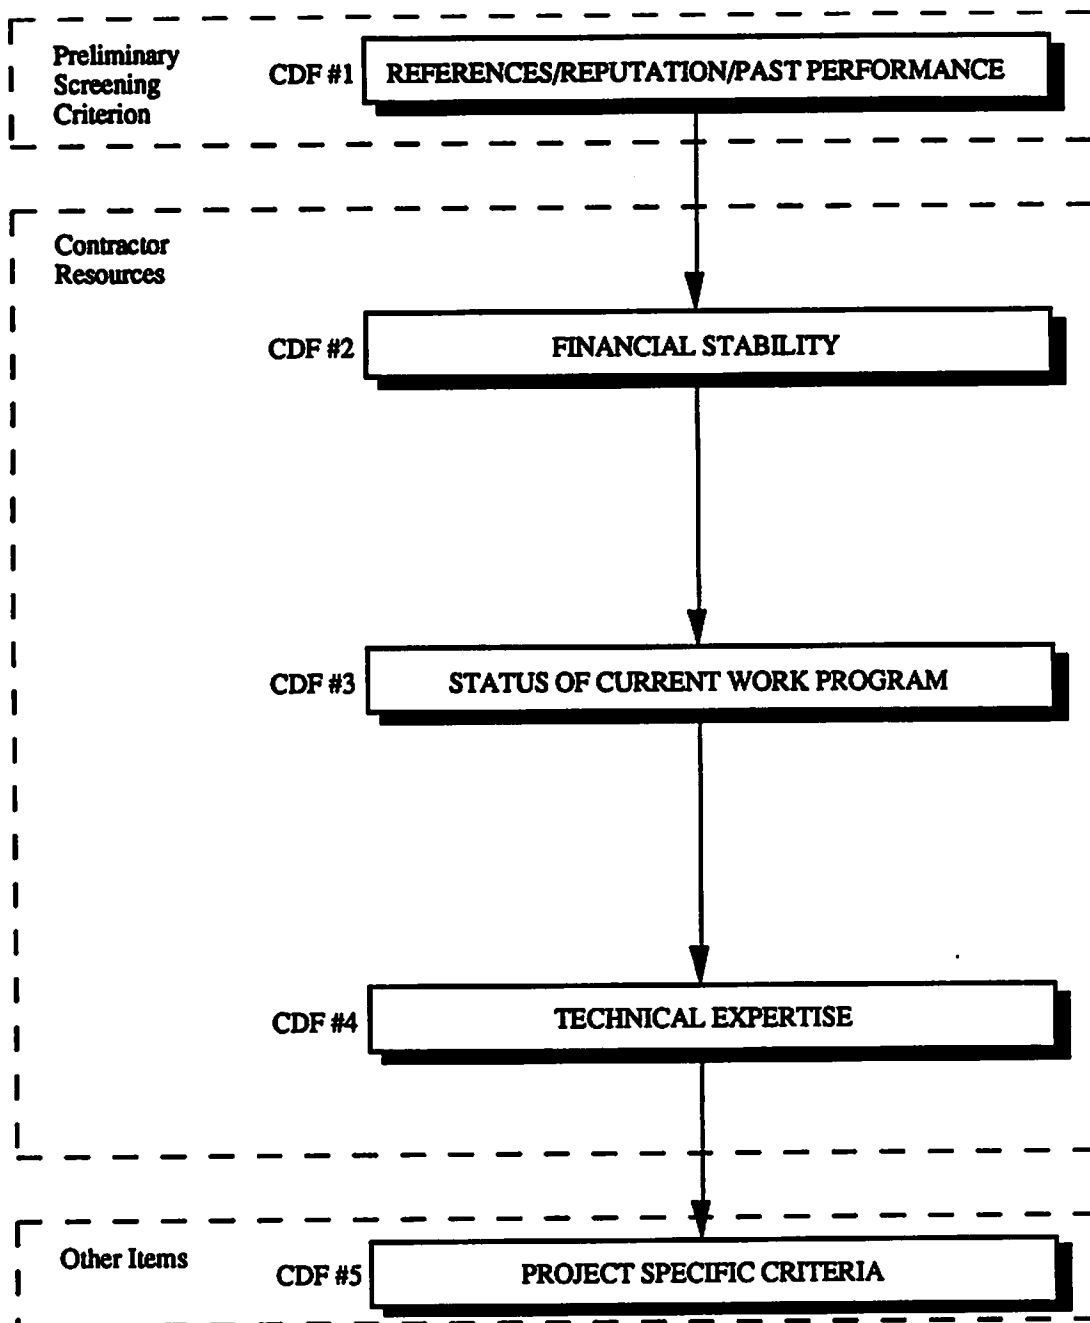 Preliminary
Screening
Criterion
CDF #1
REFERENCES/REPUTATION/PAST PERFORMANCE
Contractor
Resources
CDF #2
FINANCIAL STABILITY
CDF #3
STATUS OF CURRENT WORK PROGRAM
CDF #4
TECHNICAL EXPERTISE
Other Items
CDF #5
PROJECT SPECIFIC CRITERIA